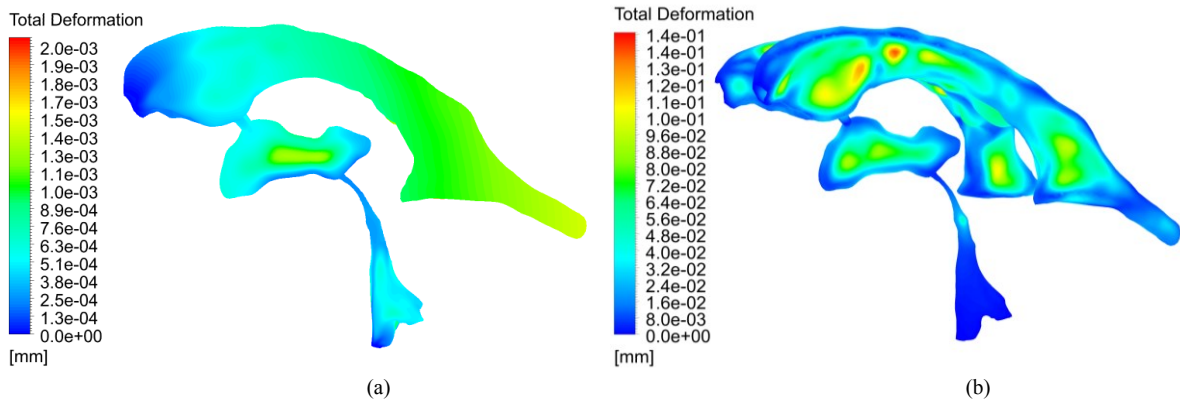 Total Deformation
2.0e-03
1.9e-03
1.8e-03
1.7e-03
1.5e-03
1.4e-03
1.3e-03
1.1e-03
1.0e-03
8.9e-04
7.6e-04
6.3e-04
5.1e-04
3.8e-04
2.5e-04
1.3e-04
0.0e+00
[mm]
(a)
Total Deformation
1.4e-01
1.4e-01
1.3e-01
1.2e-01
1.1e-01
1.0e-01
9.6e-02
8.8e-02
8.0e-02
7.2e-02
6.4e-02
5.6e-02
4.8e-02
4.0e-02
3.2e-02
2.4e-02
1.6e-02
8.0e-03
0.0e+00
[mm]
(b)